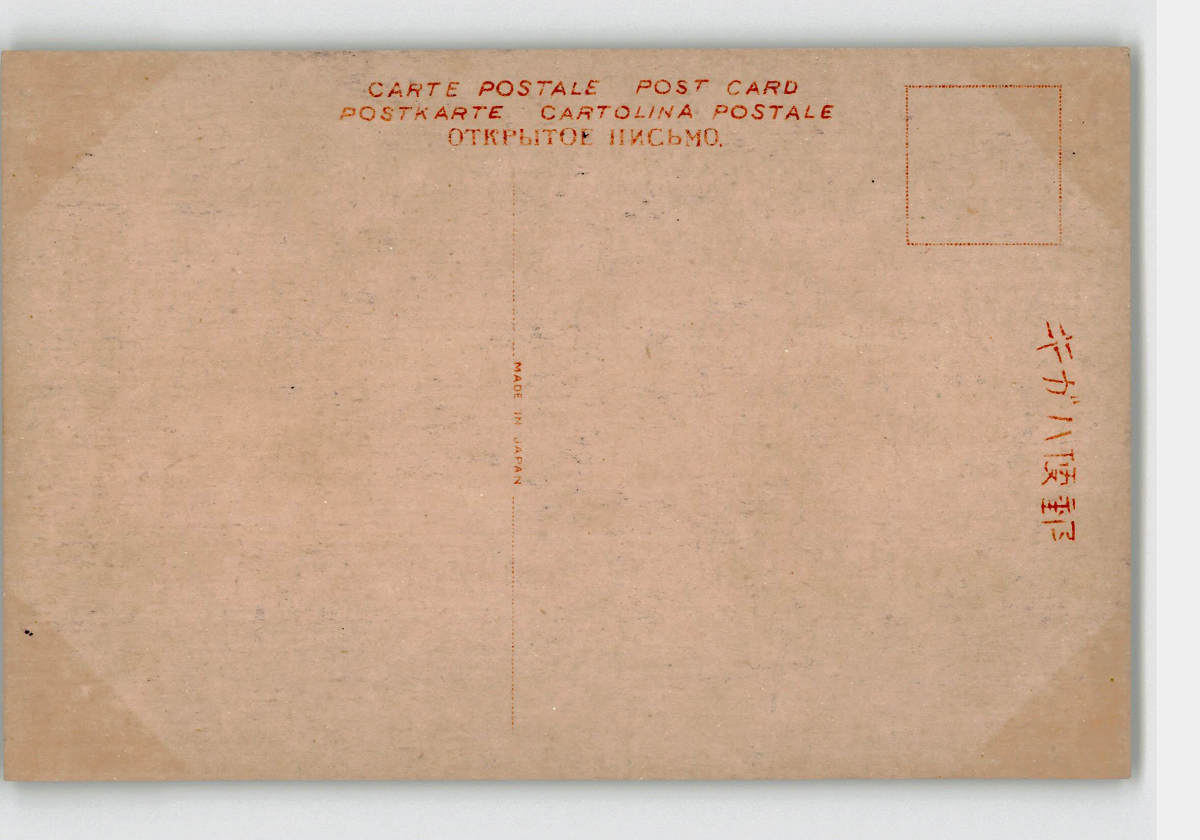 CARTE POSTALE POST CARD
POSTKARTE CARTOLINA POSTALE
ОТКРЫТОЕ ПИСЬМО.
MADE IN JAPAN
郵便ハガキ